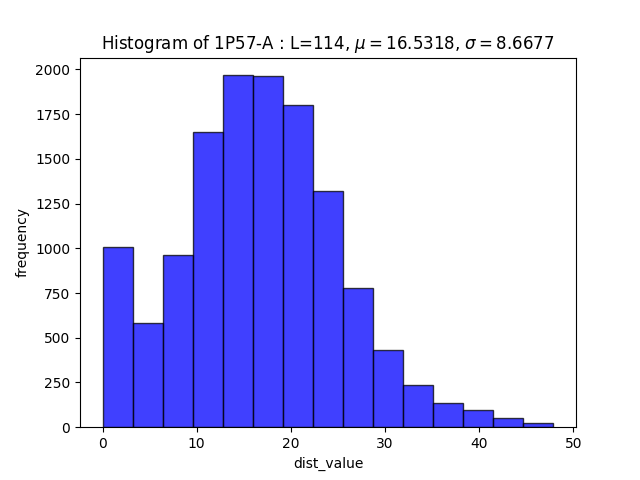 Histogram of 1P57-A : L=114, μ = 16.5318, σ = 8.6677
2000
1750
1500
1250
1000
750
500
250
0
frequency
0 10 20 30 40 50
dist_value